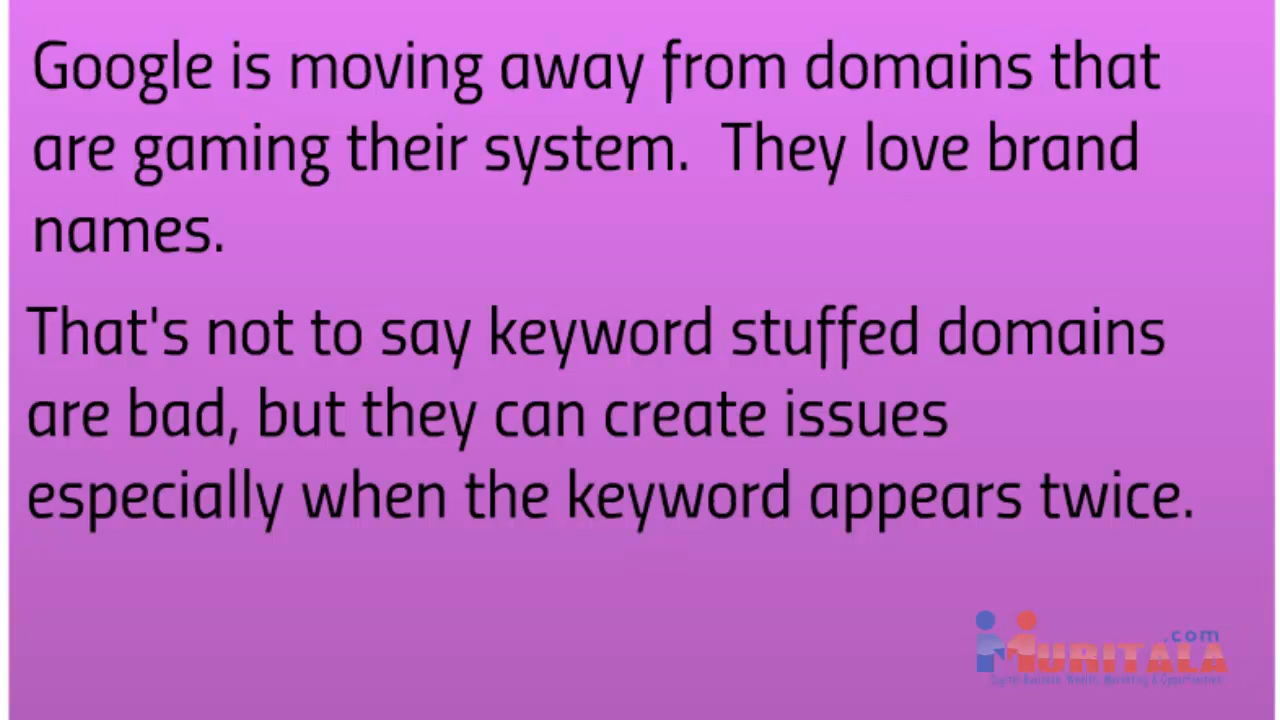 Google is moving away from domains that
are gaming their system.  They love brand
names.
That's not to say keyword stuffed domains
are bad, but they can create issues
especially when the keyword appears twice.
.com
MURITALA